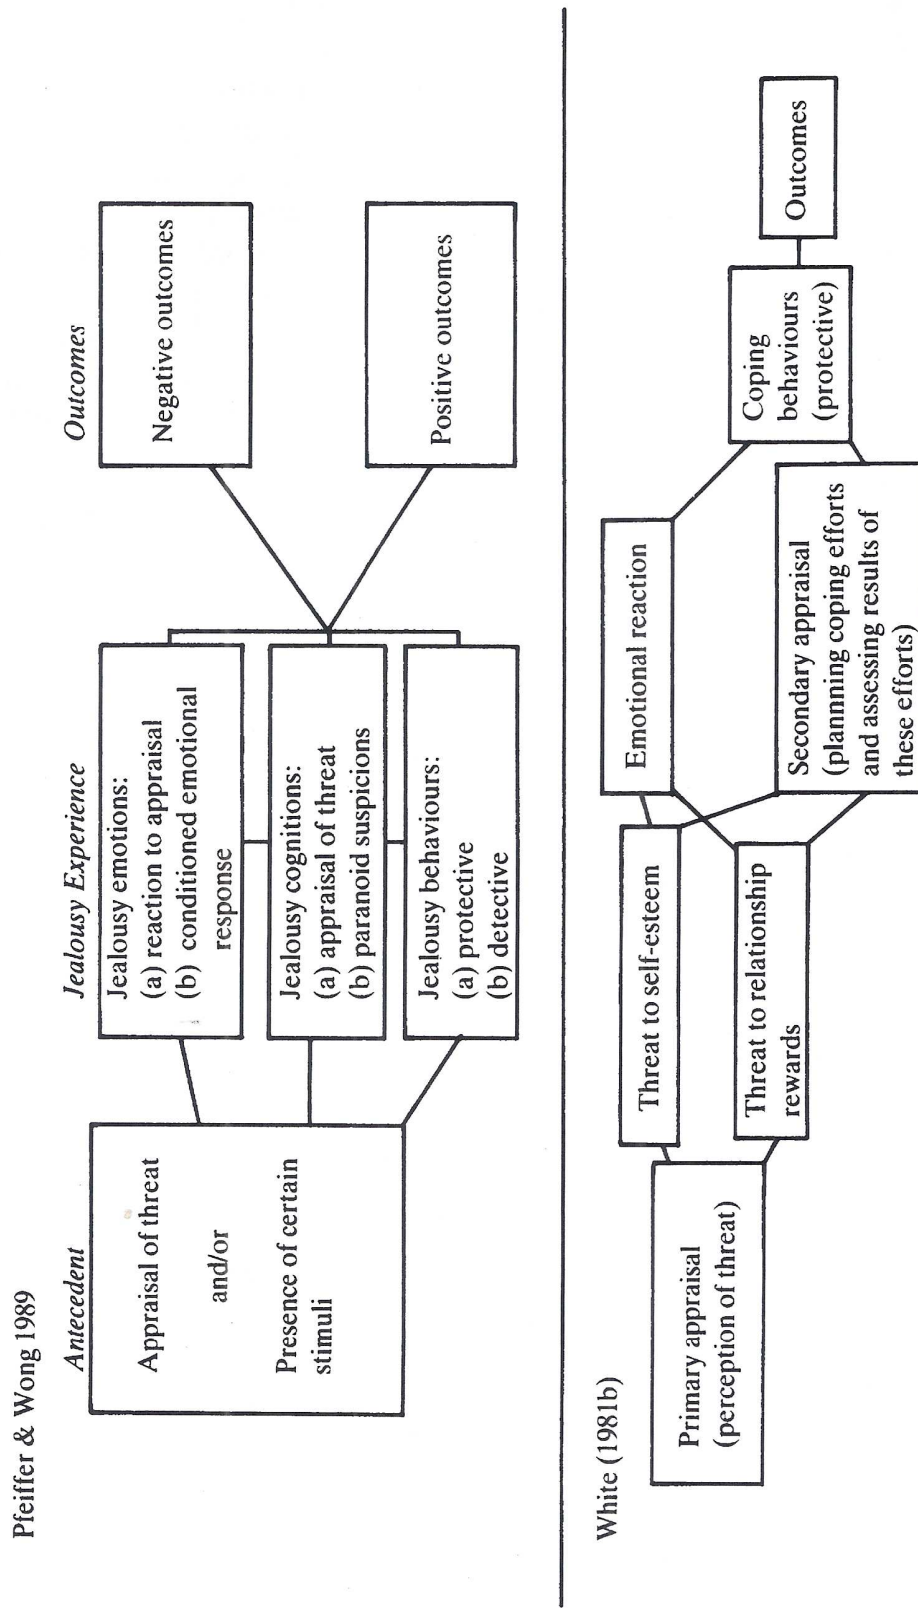 Pfeiffer & Wong 1989
Antecedent
Jealousy Experience
Outcomes
Appraisal of threat
and/or
Presence of certain
stimuli
Jealousy emotions:
(a) reaction to appraisal
(b) conditioned emotional
response
Jealousy cognitions:
(a) appraisal of threat
(b) paranoid suspicions
Jealousy behaviours:
(a) protective
(b) detective
Negative outcomes
Positive outcomes
White (1981b)
Primary appraisal
(perception of threat)
Threat to self-esteem
Threat to relationship
rewards
Emotional reaction
Secondary appraisal
(plannning coping efforts
and assessing results of
these efforts)
Coping
behaviours
(protective)
Outcomes